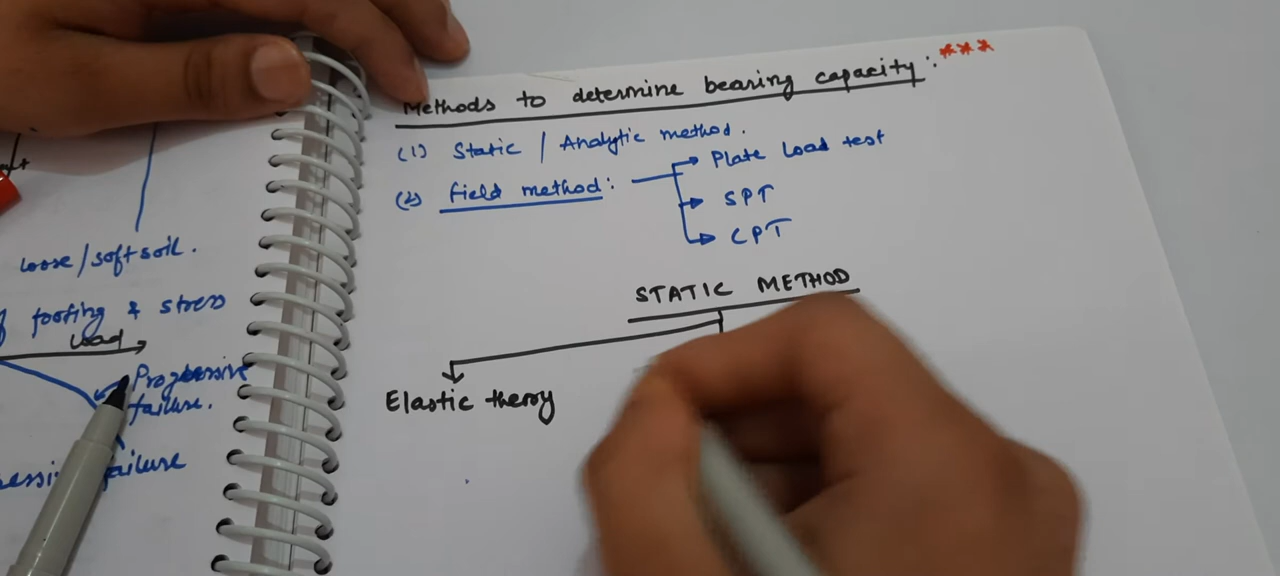 loose/soft soil.
footing & stress
Load
Progressive
failure.
failure
Methods to determine bearing capacity : ***
(1) Static / Analytic method.
(2) field method :
Plate Load test
SPT
CPT
STATIC METHOD
Elastic theory